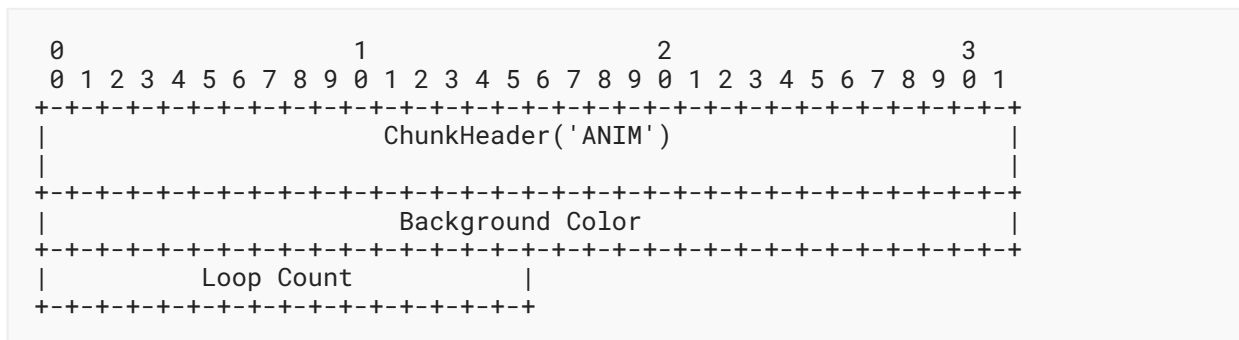 0                   1                   2                   3
 0 1 2 3 4 5 6 7 8 9 0 1 2 3 4 5 6 7 8 9 0 1 2 3 4 5 6 7 8 9 0 1
+-+-+-+-+-+-+-+-+-+-+-+-+-+-+-+-+-+-+-+-+-+-+-+-+-+-+-+-+-+-+-+-+
|                      ChunkHeader('ANIM')                      |
|                                                               |
+-+-+-+-+-+-+-+-+-+-+-+-+-+-+-+-+-+-+-+-+-+-+-+-+-+-+-+-+-+-+-+-+
|                       Background Color                        |
+-+-+-+-+-+-+-+-+-+-+-+-+-+-+-+-+-+-+-+-+-+-+-+-+-+-+-+-+-+-+-+-+
|          Loop Count           |
+-+-+-+-+-+-+-+-+-+-+-+-+-+-+-+-+